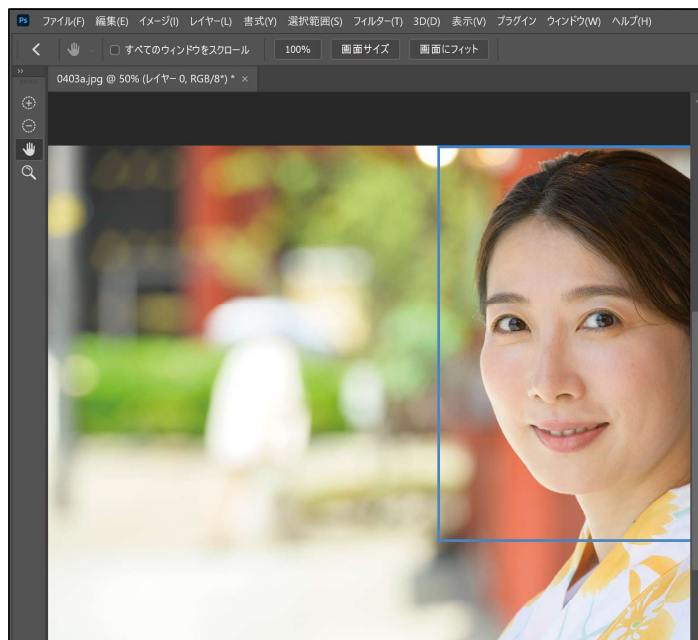 Ps ファイル(F) 編集(E) イメージ(I) レイヤー(L) 書式(Y) 選択範囲(S) フィルター(T) 3D(D) 表示(V) プラグイン ウィンドウ(W) ヘルプ(H)
すべてのウィンドウをスクロール 100% 画面サイズ 画面にフィット
0403a.jpg @ 50% (レイヤー 0, RGB/8*) * ×